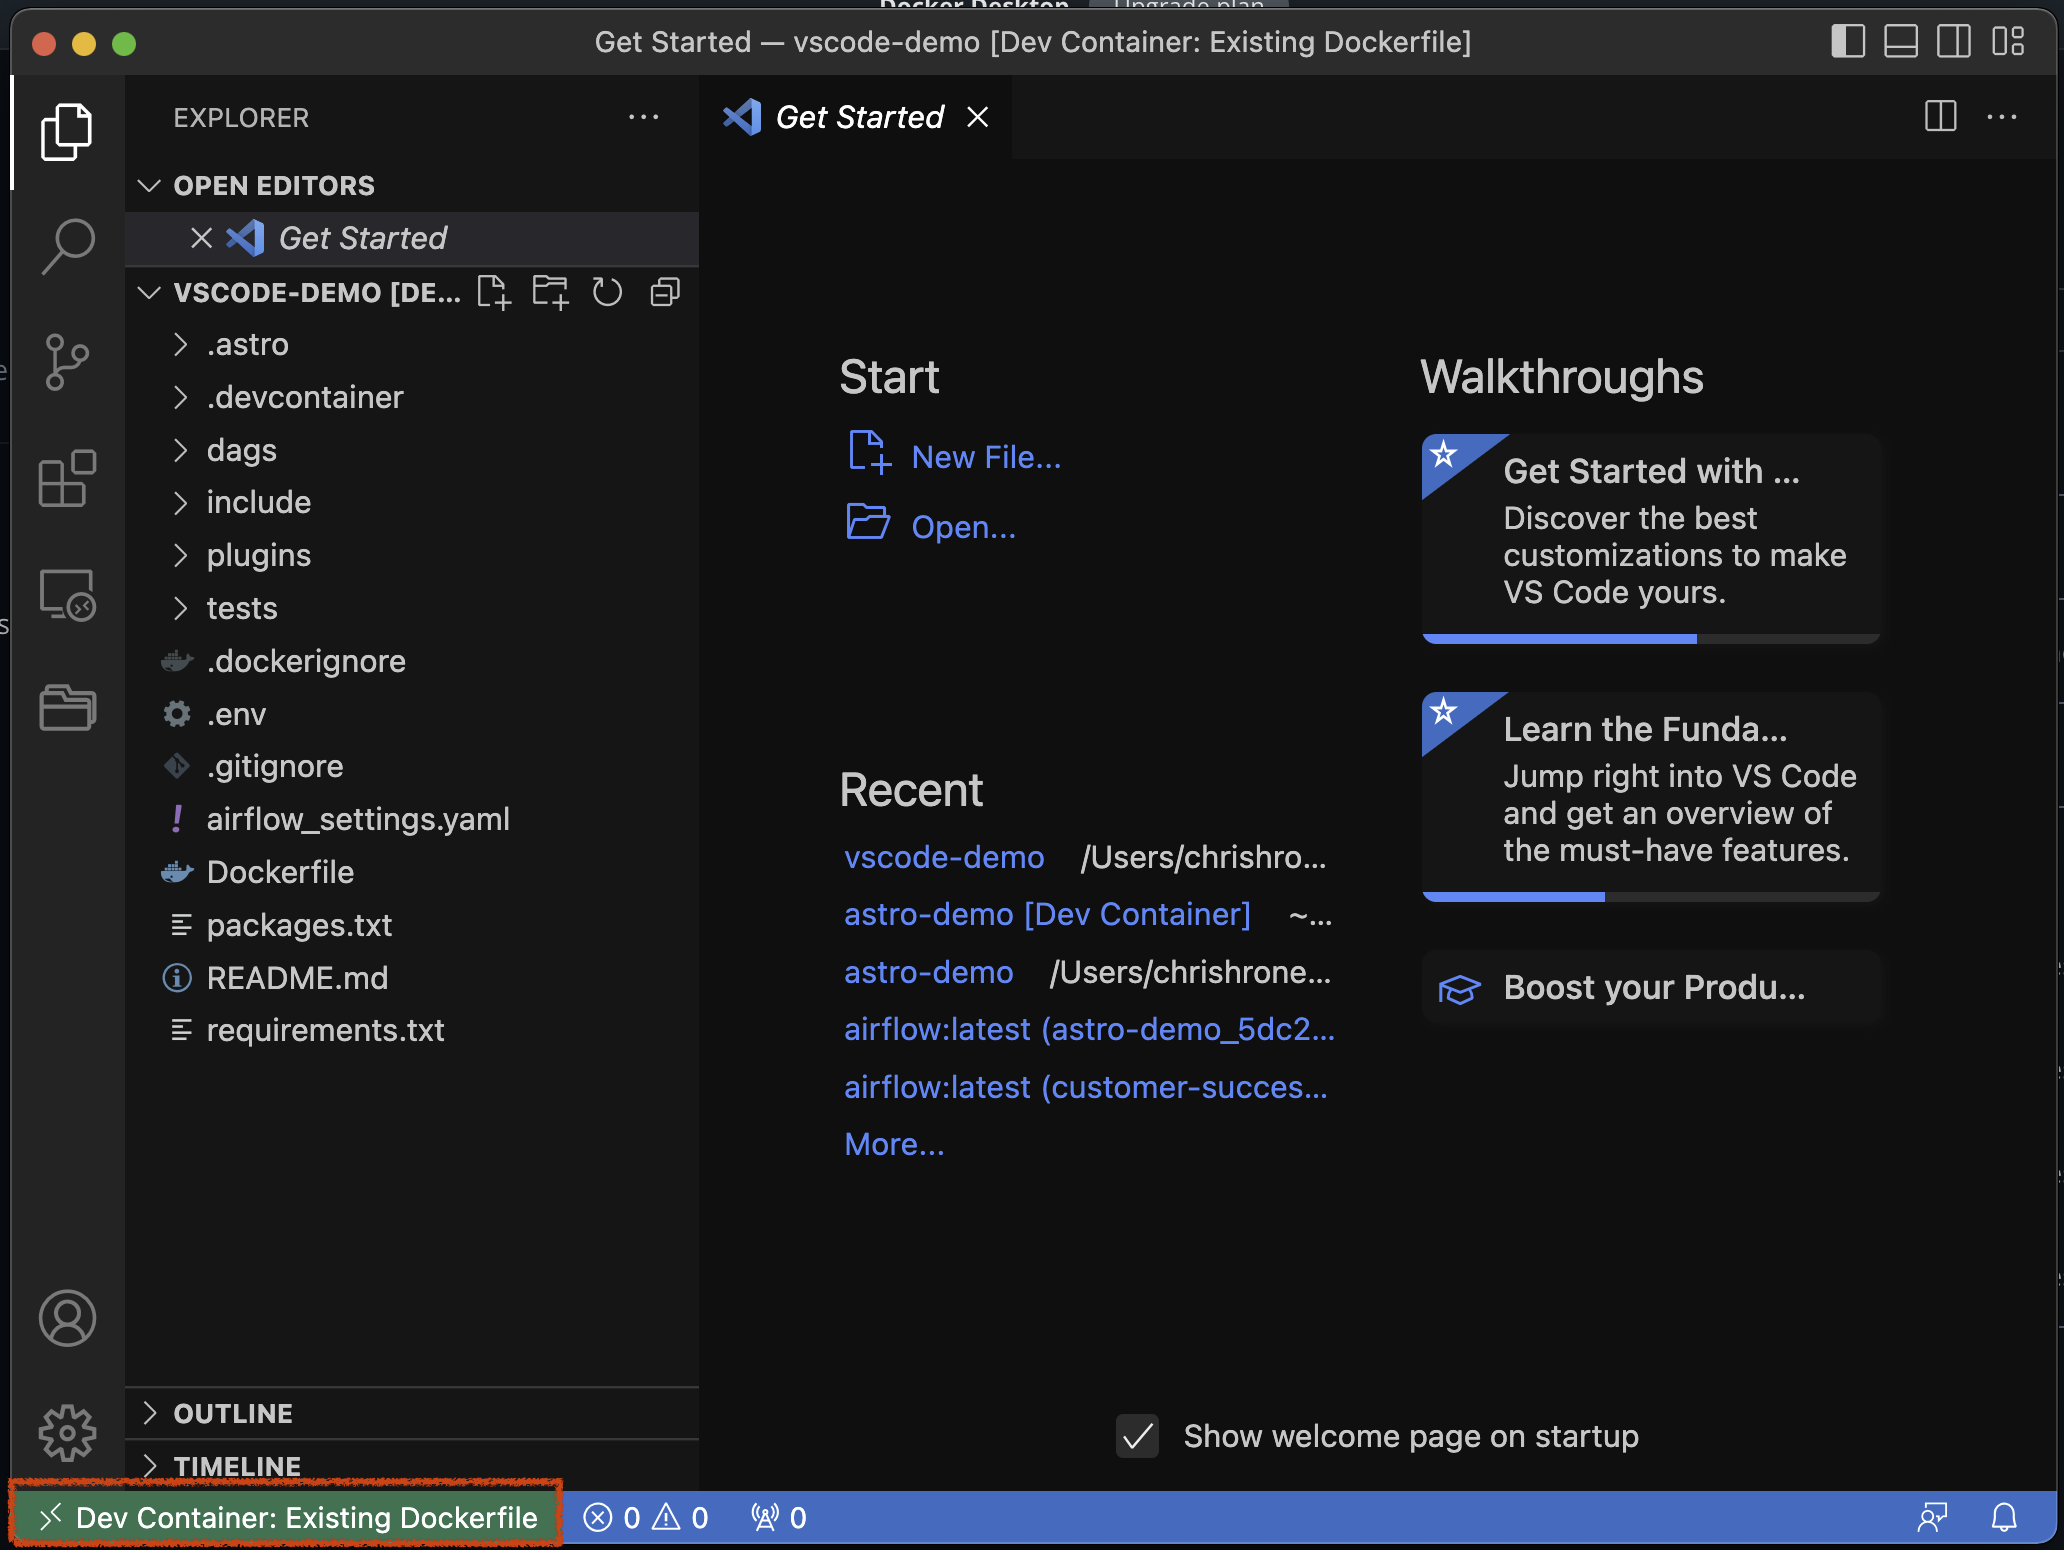 Docker Desktop Upgrade plan
Get Started — vscode-demo [Dev Container: Existing Dockerfile]
EXPLORER
OPEN EDITORS
Get Started
VSCODE-DEMO [DE...
.astro
.devcontainer
dags
include
plugins
tests
.dockerignore
.env
.gitignore
airflow_settings.yaml
Dockerfile
packages.txt
README.md
requirements.txt
OUTLINE
TIMELINE
Get Started
Start
New File...
Open...
Recent
vscode-demo /Users/chrishro...
astro-demo [Dev Container] ~...
astro-demo /Users/chrishrone...
airflow:latest (astro-demo_5dc2...
airflow:latest (customer-succes...
More...
Walkthroughs
Get Started with ...
Discover the best
customizations to make
VS Code yours.
Learn the Funda...
Jump right into VS Code
and get an overview of
the must-have features.
Boost your Produ...
Show welcome page on startup
Dev Container: Existing Dockerfile 0 0 0